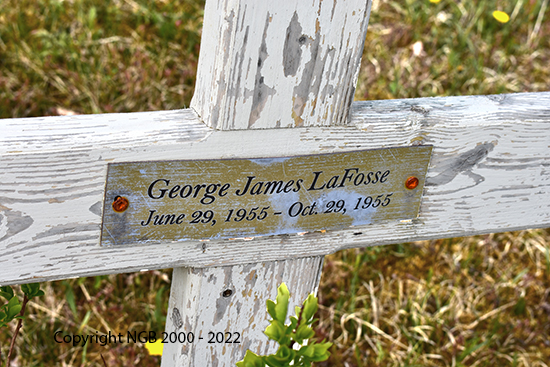 George James LaFosse
June 29, 1955 - Oct. 29, 1955
Copyright NGB 2000 - 2022